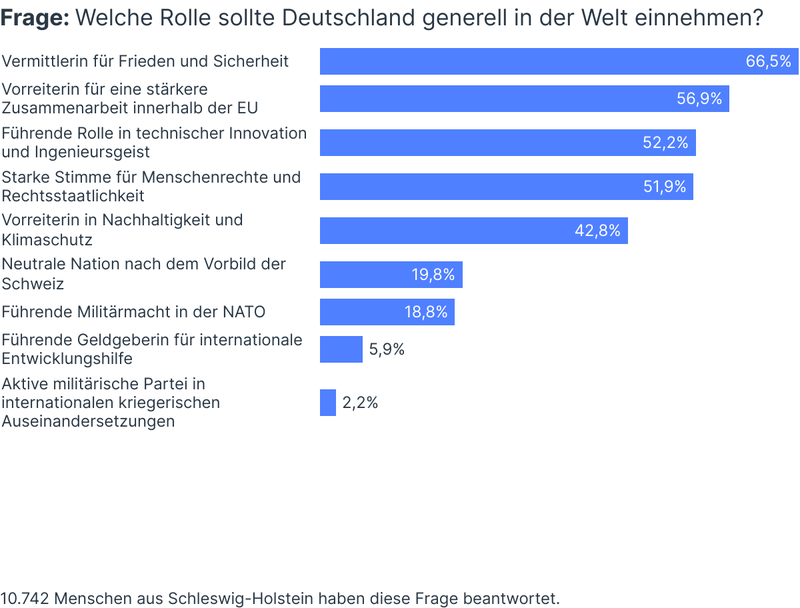 Frage: Welche Rolle sollte Deutschland generell in der Welt einnehmen?
Vermittlerin für Frieden und Sicherheit
66,5%
Vorreiterin für eine stärkere
Zusammenarbeit innerhalb der EU
56,9%
Führende Rolle in technischer Innovation
und Ingenieursgeist
52,2%
Starke Stimme für Menschenrechte und
Rechtsstaatlichkeit
51,9%
Vorreiterin in Nachhaltigkeit und
Klimaschutz
42,8%
Neutrale Nation nach dem Vorbild der
Schweiz
19,8%
Führende Militärmacht in der NATO
18,8%
Führende Geldgeberin für internationale
Entwicklungshilfe
5,9%
Aktive militärische Partei in
internationalen kriegerischen
Auseinandersetzungen
2,2%
10.742 Menschen aus Schleswig-Holstein haben diese Frage beantwortet.